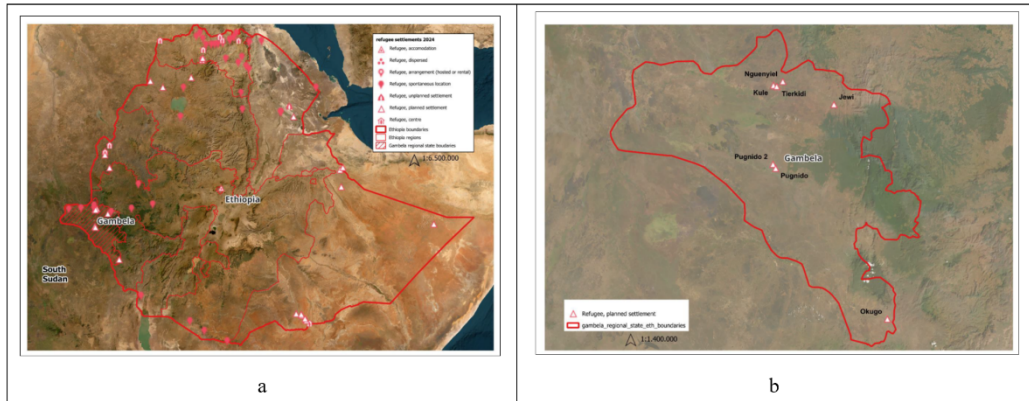 refugee settlements 2024
Refugee, accomodation
Refugee, dispersed
Refugee, arrangement (hosted or rental)
Refugee, spontaneous location
Refugee, unplanned settlement
Refugee, planned settlement
Refugee, centre
Ethiopia boundaries
Ethiopia regions
Gambela regional state boudaries
1:6.500.000
Ethiopia
Gambela
South
Sudan
a
Nguenyiel
Kule
Tierkidi
Jewi
Pugnido 2
Gambela
Pugnido
Okugo
Refugee, planned settlement
gambela_regional_state_eth_boundaries
1:1.400.000
b